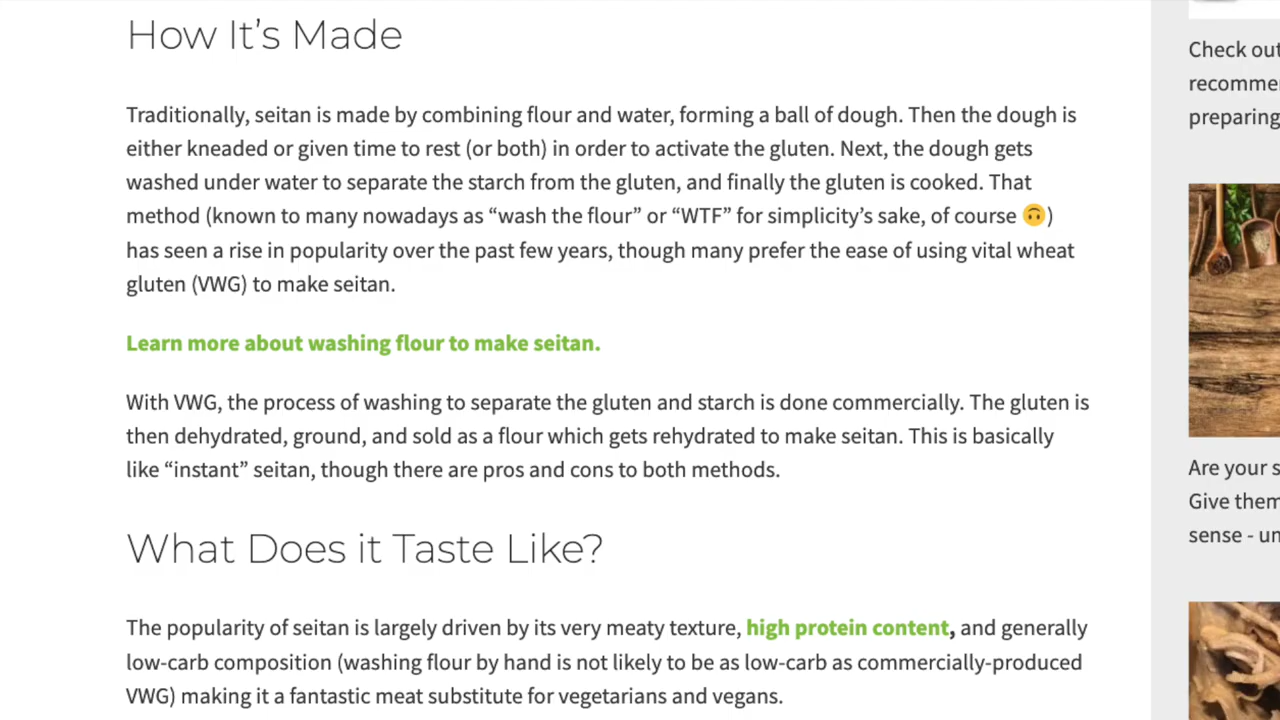 How It’s Made
Traditionally, seitan is made by combining flour and water, forming a ball of dough. Then the dough is
either kneaded or given time to rest (or both) in order to activate the gluten. Next, the dough gets
washed under water to separate the starch from the gluten, and finally the gluten is cooked. That
method (known to many nowadays as “wash the flour” or “WTF” for simplicity’s sake, of course 🙃)
has seen a rise in popularity over the past few years, though many prefer the ease of using vital wheat
gluten (VWG) to make seitan.
Learn more about washing flour to make seitan.
With VWG, the process of washing to separate the gluten and starch is done commercially. The gluten is
then dehydrated, ground, and sold as a flour which gets rehydrated to make seitan. This is basically
like “instant” seitan, though there are pros and cons to both methods.
What Does it Taste Like?
The popularity of seitan is largely driven by its very meaty texture, high protein content, and generally
low-carb composition (washing flour by hand is not likely to be as low-carb as commercially-produced
VWG) making it a fantastic meat substitute for vegetarians and vegans.
Check out
recomme
preparing
Are your s
Give them
sense - un